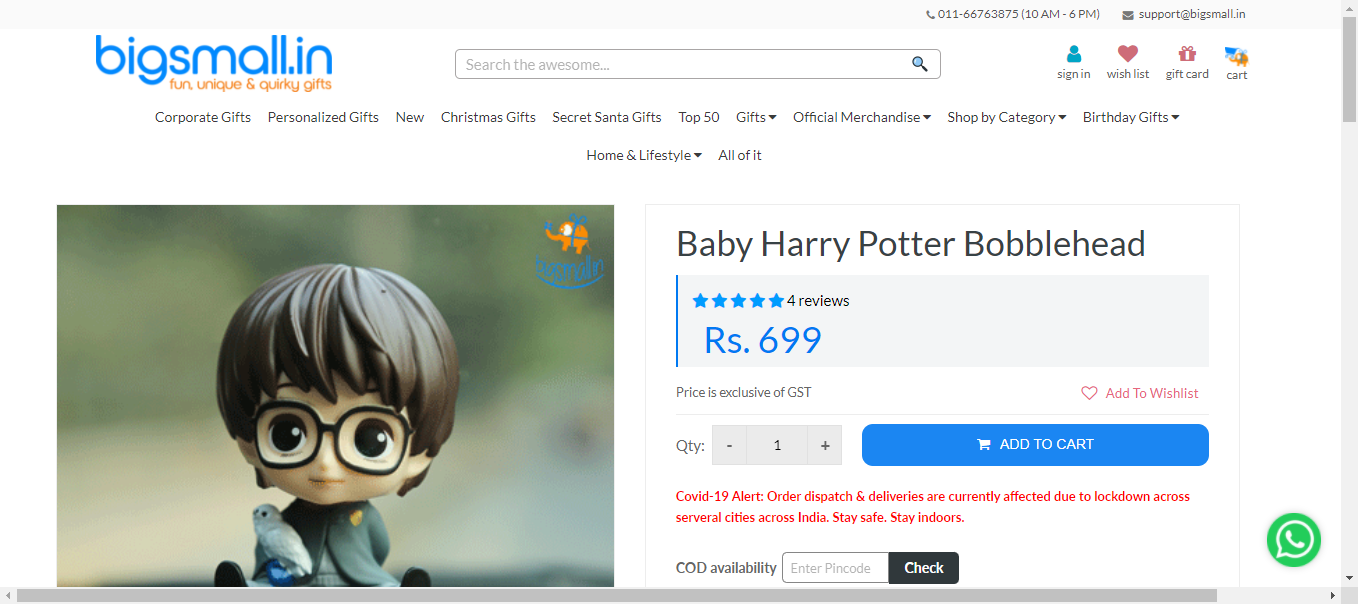 011-66763875 (10 AM - 6 PM) support@bigsmall.in
bigsmall.in
fun, unique & quirky gifts
Search the awesome...
sign in wish list gift card cart
Corporate Gifts Personalized Gifts New Christmas Gifts Secret Santa Gifts Top 50 Gifts Official Merchandise Shop by Category Birthday Gifts
Home & Lifestyle All of it
bigsmall.in
Baby Harry Potter Bobblehead
4 reviews
Rs. 699
Price is exclusive of GST Add To Wishlist
Qty: - 1 + ADD TO CART
Covid-19 Alert: Order dispatch & deliveries are currently affected due to lockdown across
serveral cities across India. Stay safe. Stay indoors.
COD availability Enter Pincode Check